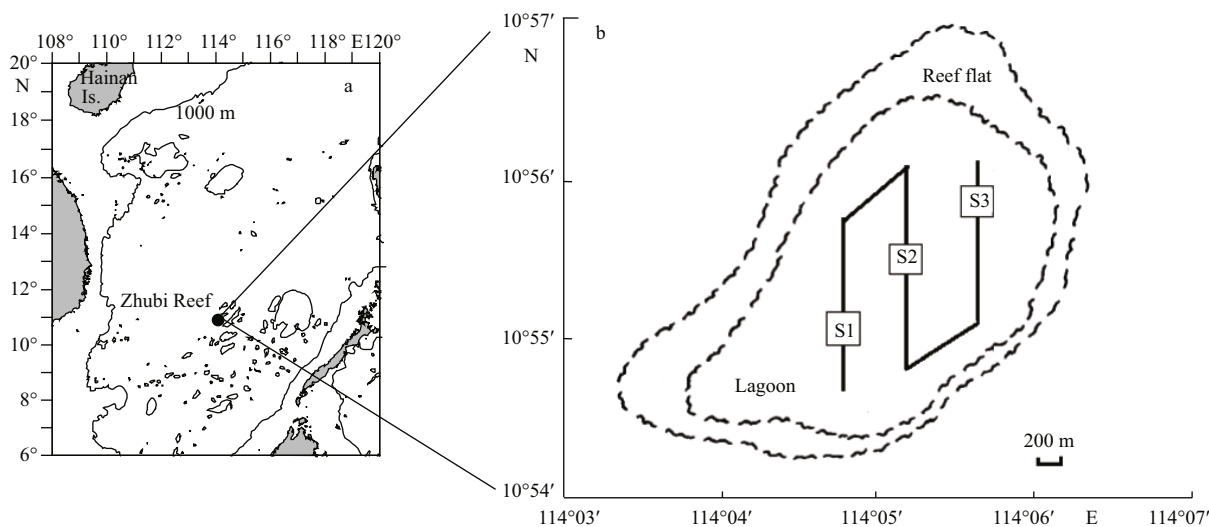 108° 110° 112° 114° 116° 118° E120°
20°
N
18°
16°
14°
12°
10°
8°
6°
Hainan
Is.
a
1000 m
Zhubi Reef
10°57′
N
10°56′
10°55′
10°54′
b
Reef flat
S3
S2
S1
Lagoon
200 m
114°03′ 114°04′ 114°05′ 114°06′ E 114°07′